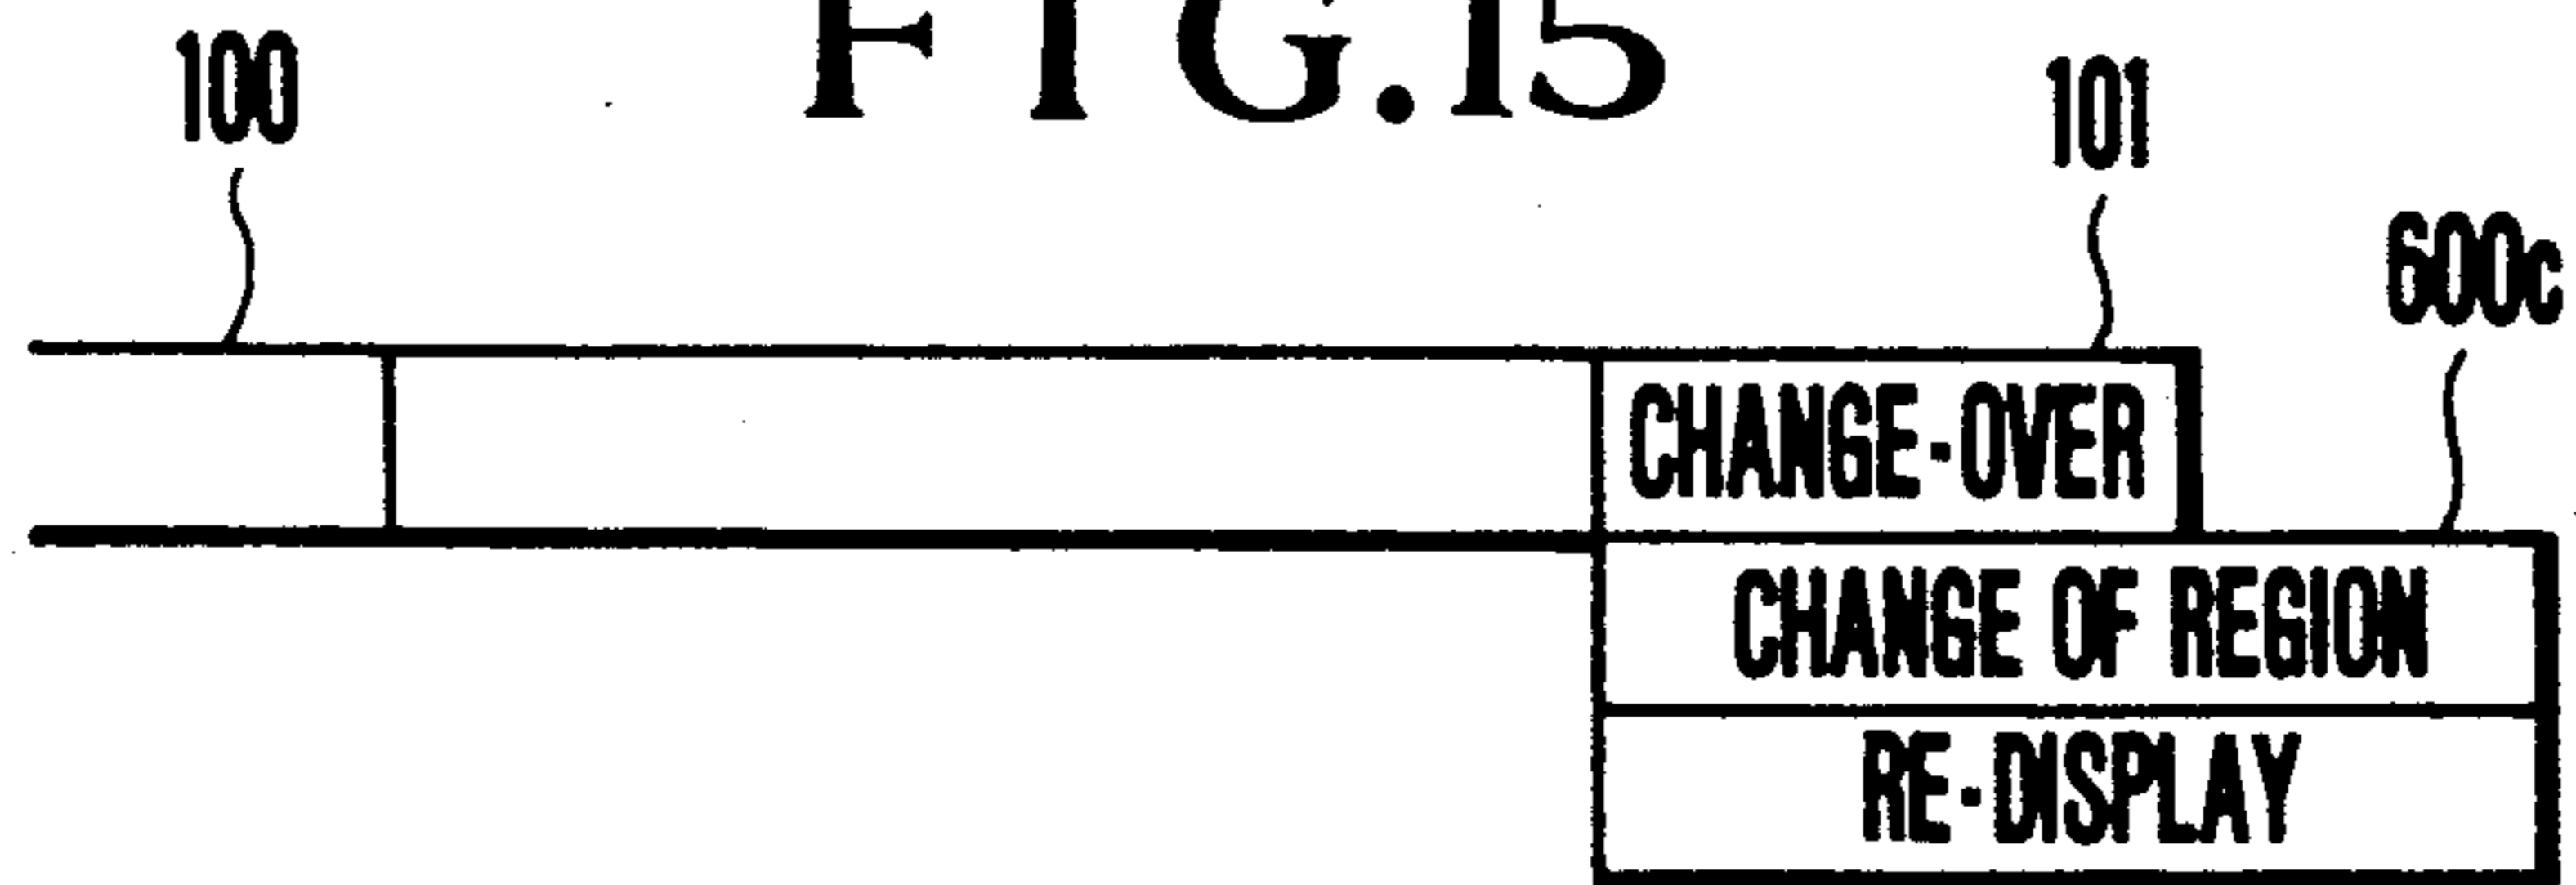 FIG.15
100
101
600c
CHANGE-OVER
CHANGE OF REGION
RE-DISPLAY